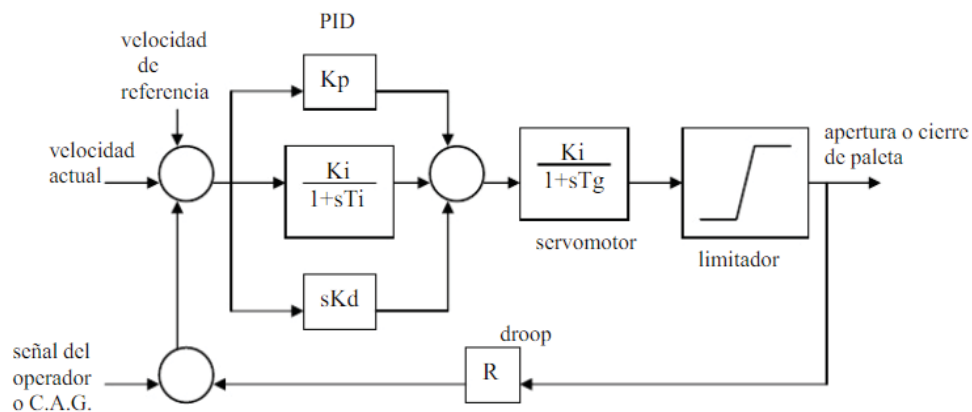 PID
velocidad
de
referencia
velocidad
actual
Kp
Ki
1+sTi
sKd
Ki
1+sTg
servomotor
limitador
apertura o cierre
de paleta
droop
R
señal del
operador
o C.A.G.